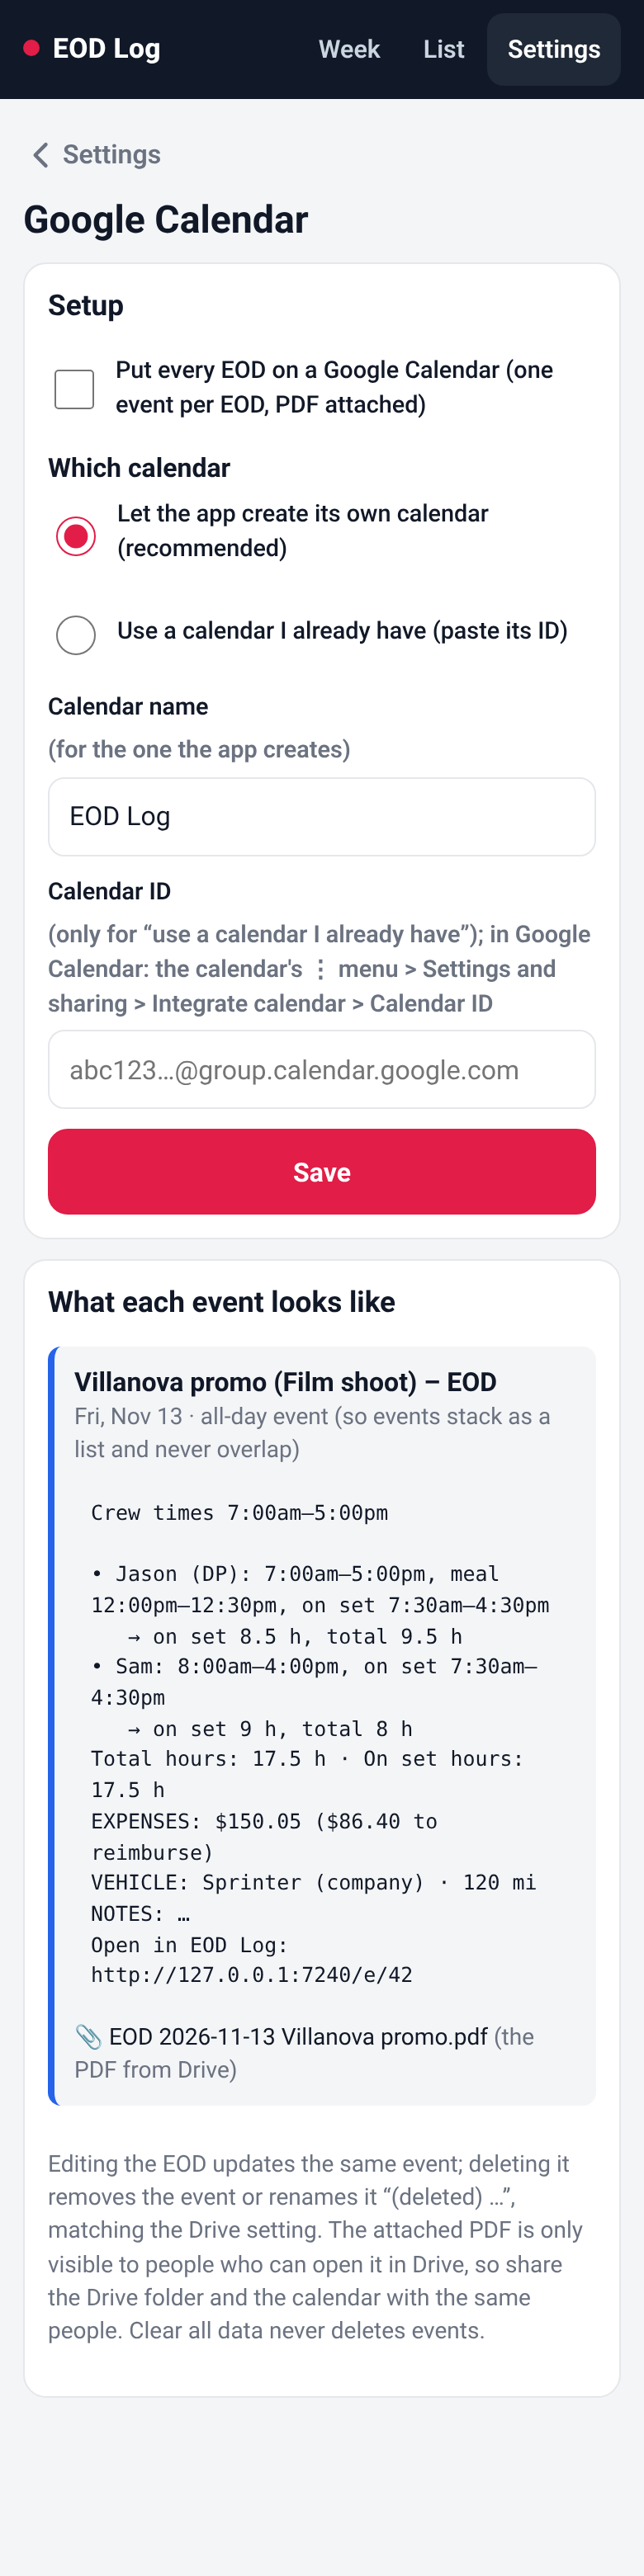 EOD Log
Week
List
Settings
Settings
Google Calendar
Setup
Put every EOD on a Google Calendar (one
event per EOD, PDF attached)
Which calendar
Let the app create its own calendar
(recommended)
Use a calendar I already have (paste its ID)
Calendar name
(for the one the app creates)
EOD Log
Calendar ID
(only for “use a calendar I already have”); in Google
Calendar: the calendar's ⋮ menu > Settings and
sharing > Integrate calendar > Calendar ID
abc123…@group.calendar.google.com
Save
What each event looks like
Villanova promo (Film shoot) – EOD
Fri, Nov 13 · all-day event (so events stack as a
list and never overlap)
Crew times 7:00am–5:00pm
• Jason (DP): 7:00am–5:00pm, meal
12:00pm–12:30pm, on set 7:30am–4:30pm
→ on set 8.5 h, total 9.5 h
• Sam: 8:00am–4:00pm, on set 7:30am–
4:30pm
→ on set 9 h, total 8 h
Total hours: 17.5 h · On set hours:
17.5 h
EXPENSES: $150.05 ($86.40 to
reimburse)
VEHICLE: Sprinter (company) · 120 mi
NOTES: …
Open in EOD Log:
http://127.0.0.1:7240/e/42
📎 EOD 2026-11-13 Villanova promo.pdf (the
PDF from Drive)
Editing the EOD updates the same event; deleting it
removes the event or renames it “(deleted) …”,
matching the Drive setting. The attached PDF is only
visible to people who can open it in Drive, so share
the Drive folder and the calendar with the same
people. Clear all data never deletes events.